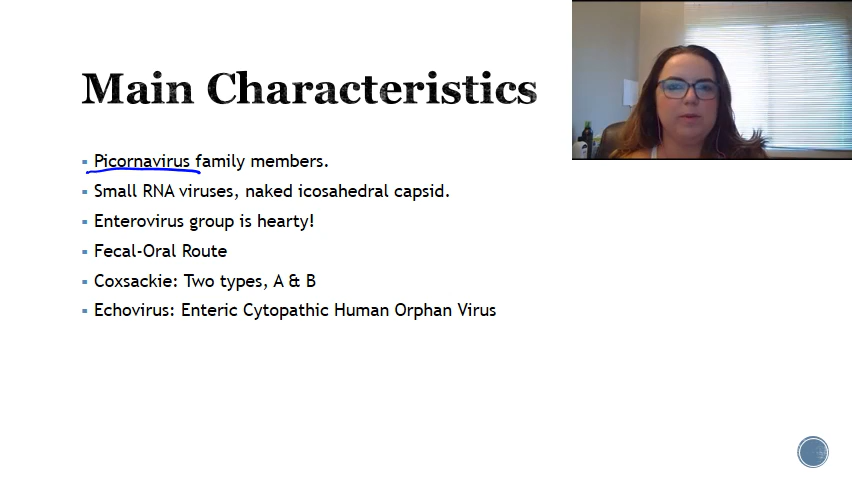 Main Characteristics
Picornavirus family members.
Small RNA viruses, naked icosahedral capsid.
Enterovirus group is hearty!
Fecal-Oral Route
Coxsackie: Two types, A & B
Echovirus: Enteric Cytopathic Human Orphan Virus